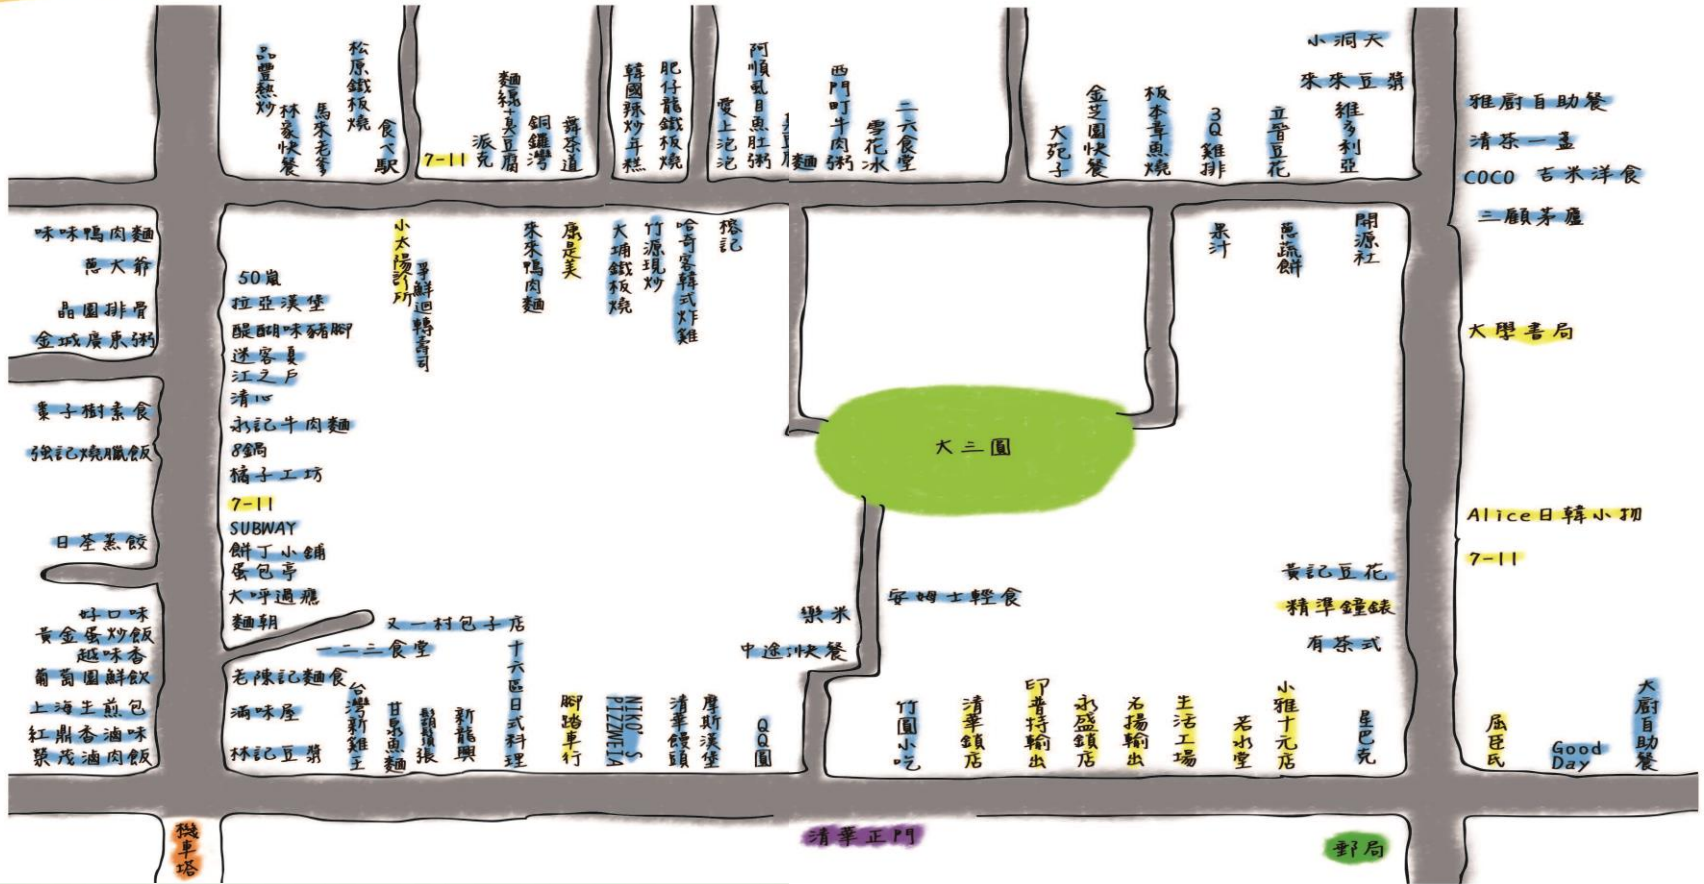 品豐熱炒
林家快餐
馬來老爹
松原鐵板燒
食べ駅
7-11
派克
麵線+臭豆腐
銅鑼灣
舞茶道
韓國辣炒年糕
肥仔龍鐵板燒
愛上泡泡
阿順虱目魚肚粥
麵
西門町牛肉粥
雪花冰
二六食堂
大苑子
金芝園快餐
板本章魚燒
3Q雞排
立晉豆花
維多利亞
小洞天
來來豆漿
雅廚自助餐
清茶一盅
COCO 吉米洋食
三顧茅廬
味味鴨肉麵
蔥大爺
晶園排骨
金城廣東粥
棗子樹素食
強記燒臘飯
日荃蒸餃
好口味
黃金蛋炒飯
越味香
葡萄園鮮飲
上海生煎包
紅鼎香滷味
榮茂滷肉飯
50嵐
拉亞漢堡
醍醐味豬腳
迷客夏
江之戶
清心
永記牛肉麵
8鍋
橘子工坊
7-11
SUBWAY
餅丁小舖
蛋包亭
大呼過癮
麵朝
小太陽診所
爭鮮迴轉壽司
來來鴨肉麵
康是美
大埔鐵板燒
竹源現炒
哈奇客韓式炸雞
榕記
果汁
蔥蔬餅
開源社
大三圓
大學書局
Alice日韓小物
7-11
黃記豆花
精準鐘錶
有茶式
安姆士輕食
樂米
中途快餐
又一村包子店
一二三食堂
老陳記麵食
滷味屋
林記豆漿
台灣新雞王
甘泉魚麵
鬍鬚張
新龍興
十六區日式料理
腳踏車行
NIKO'S
PIZZNEIA
清華饅頭
摩斯漢堡
QQ圓
竹園小吃
清華鎖店
印普特輸出
永盛鎖店
名揚輸出
生活工場
若水堂
小雅十元店
星巴克
屈臣氏
Good
Day
大廚自助餐
機車塔
清華正門
郵局